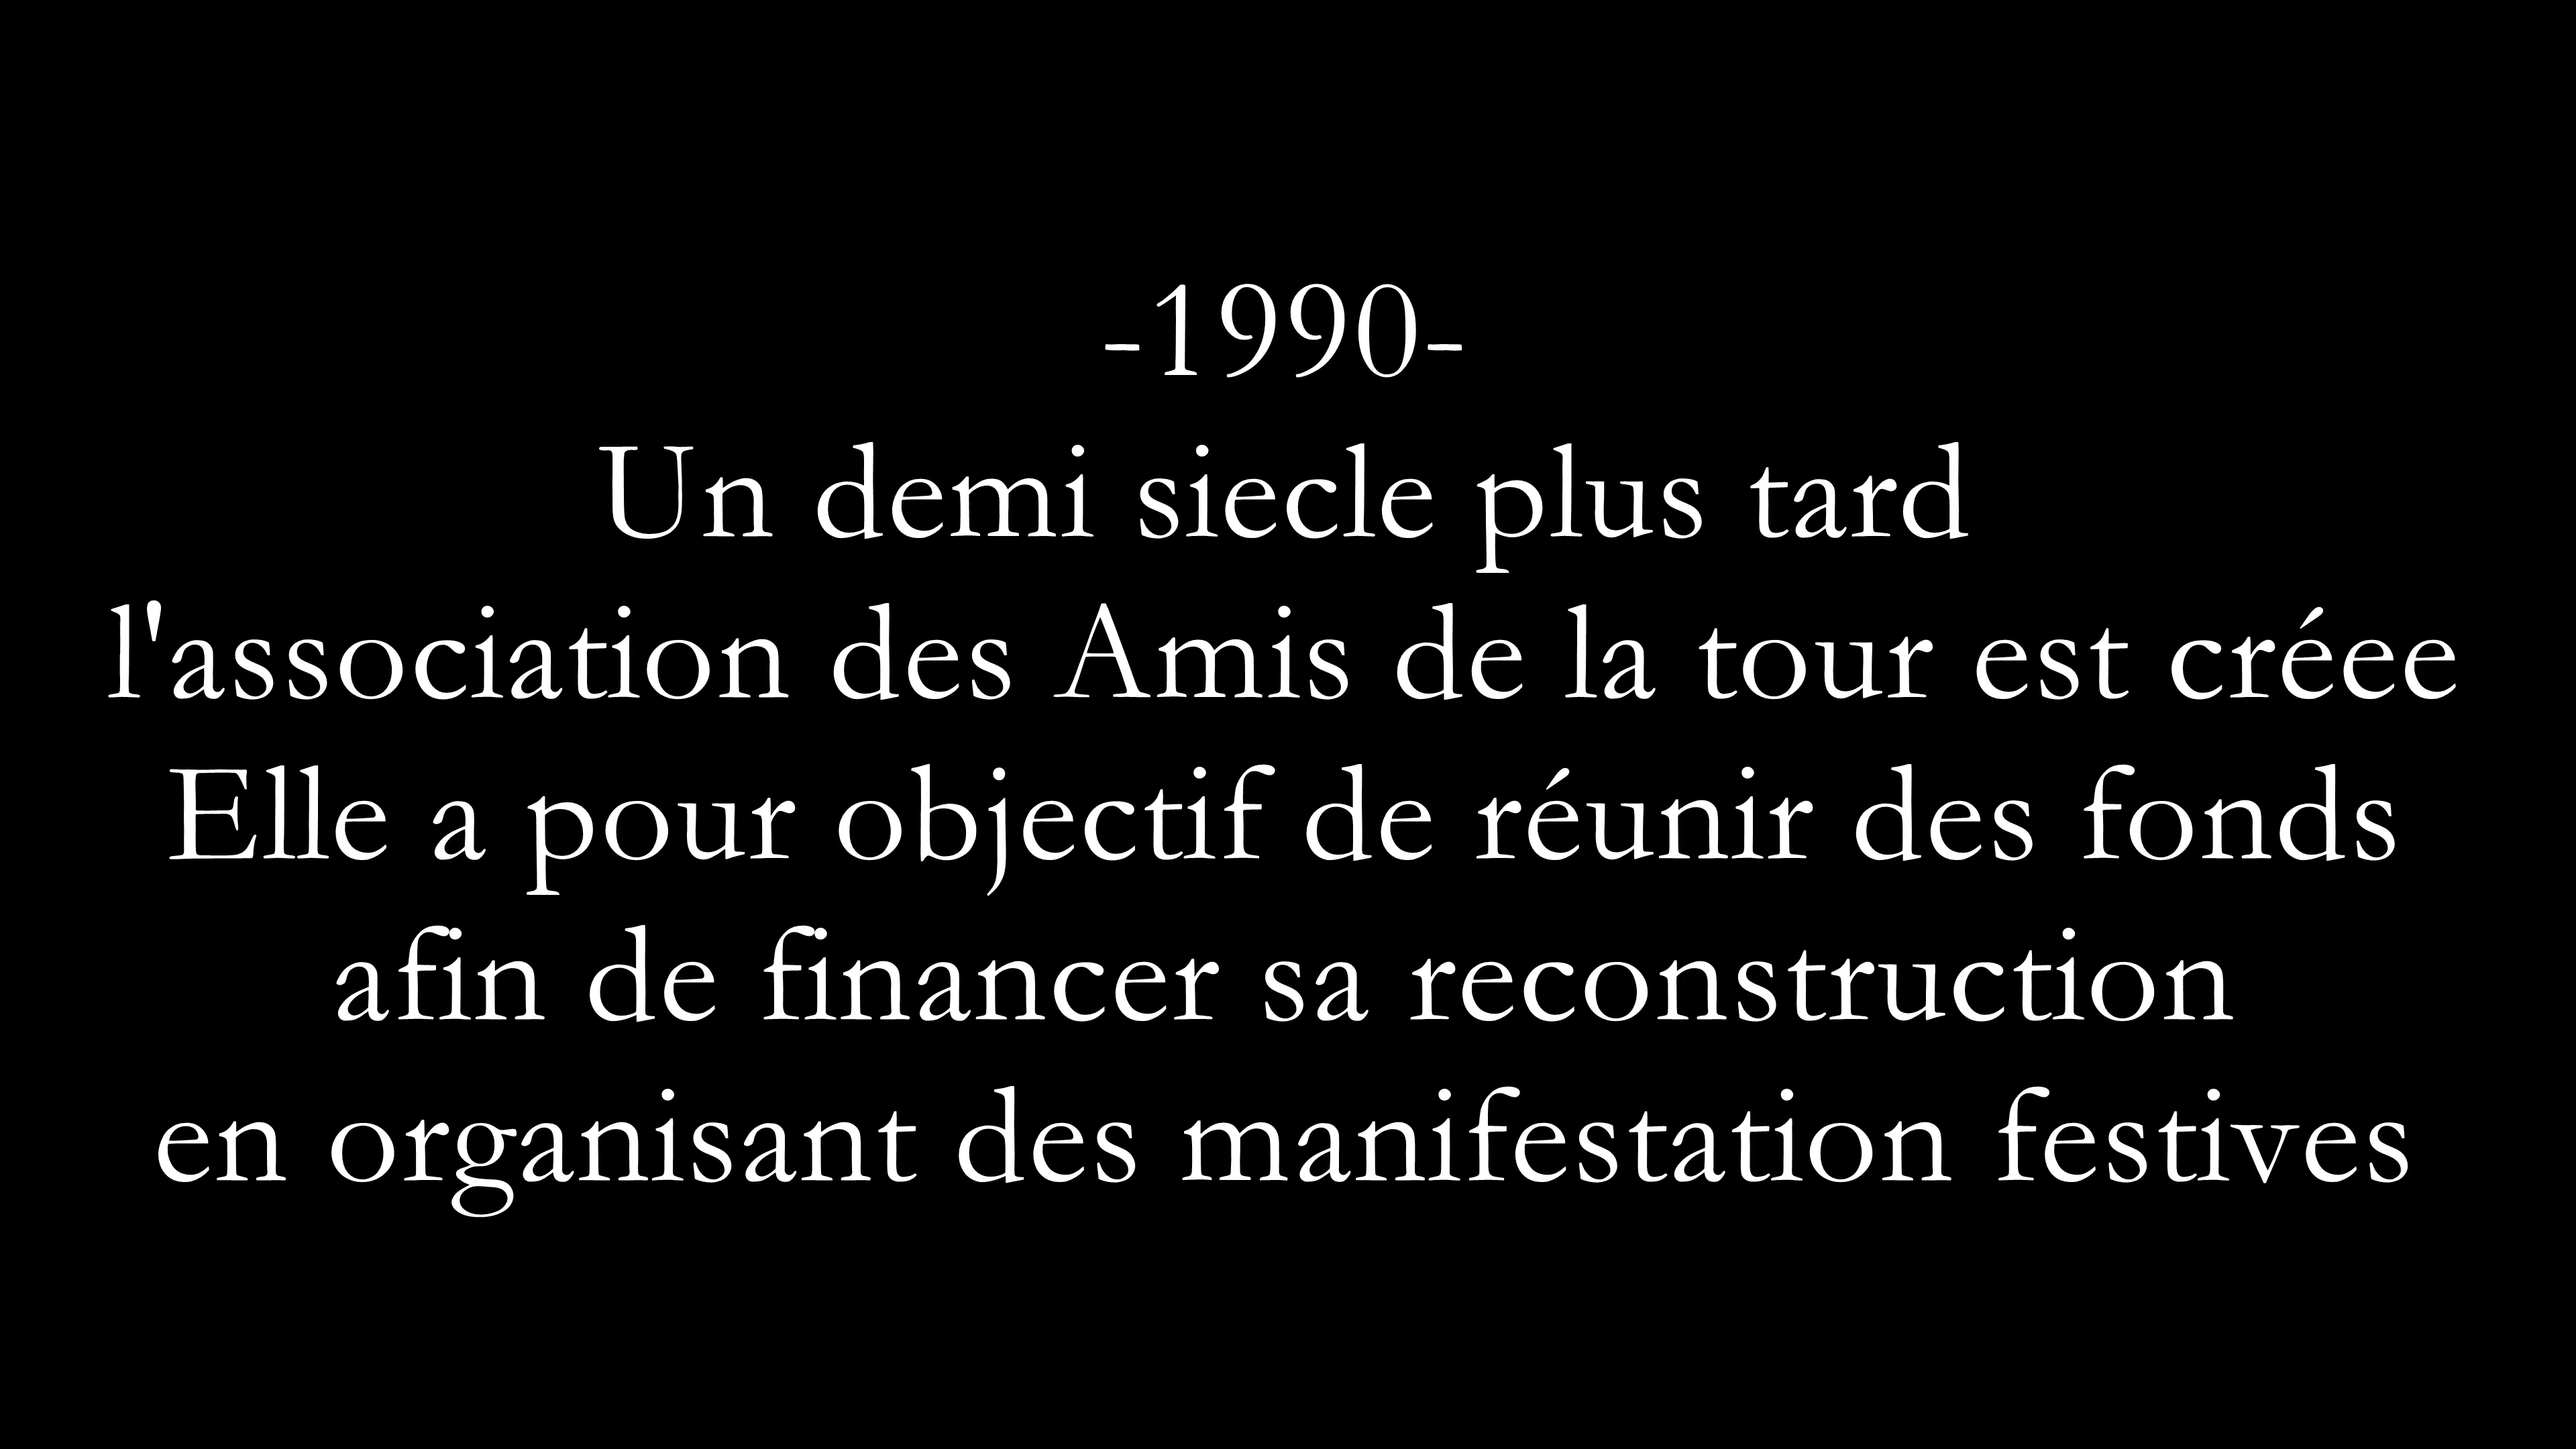 -1990-
Un demi siecle plus tard
l'association des Amis de la tour est créee
Elle a pour objectif de réunir des fonds
afin de financer sa reconstruction
en organisant des manifestation festives